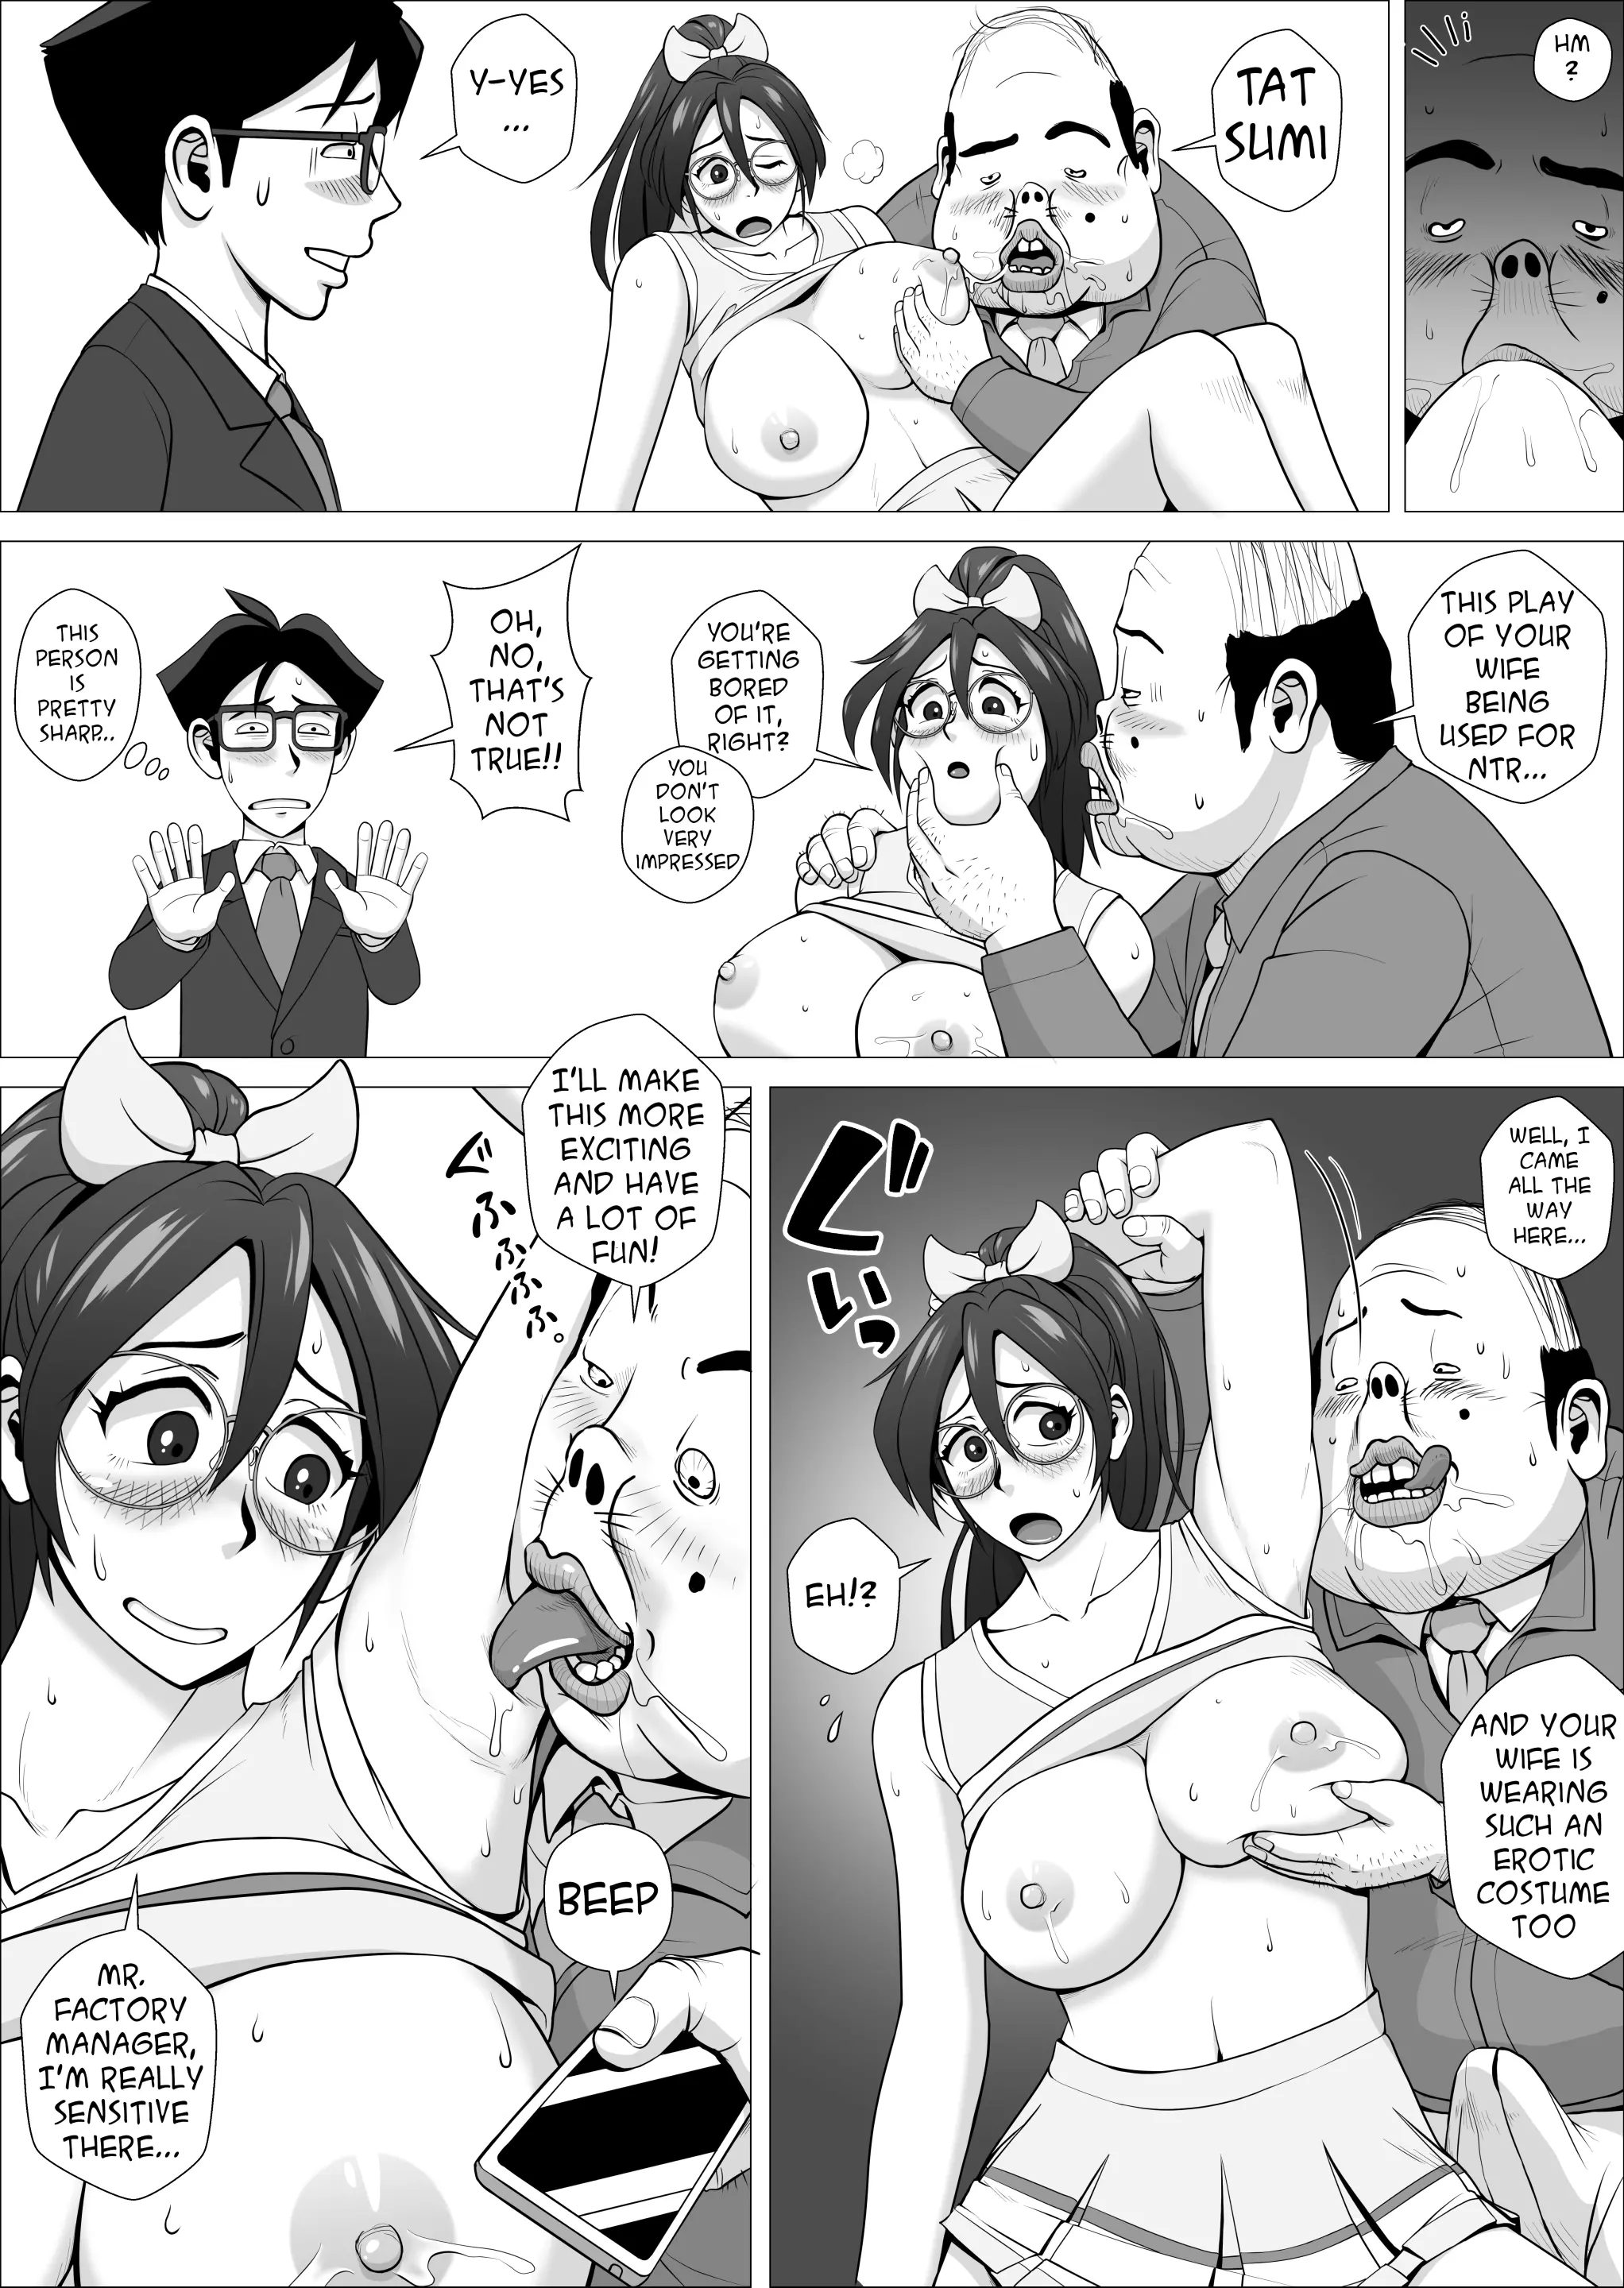 HM
?
TAT
SUMI
Y-YES
...
THIS PLAY
OF YOUR
WIFE
BEING
USED FOR
NTR...
YOU'RE
GETTING
BORED
OF IT,
RIGHT?
YOU
DON'T
LOOK
VERY
IMPRESSED
OH,
NO,
THAT'S
NOT
TRUE!!
THIS
PERSON
IS
PRETTY
SHARP...
WELL, I
CAME
ALL THE
WAY
HERE...
ぐいっ
EH!?
AND YOUR
WIFE IS
WEARING
SUCH AN
EROTIC
COSTUME
TOO
I'LL MAKE
THIS MORE
EXCITING
AND HAVE
A LOT OF
FUN!
ぐふふふふふ。
BEEP
MR.
FACTORY
MANAGER,
I'M REALLY
SENSITIVE
THERE...